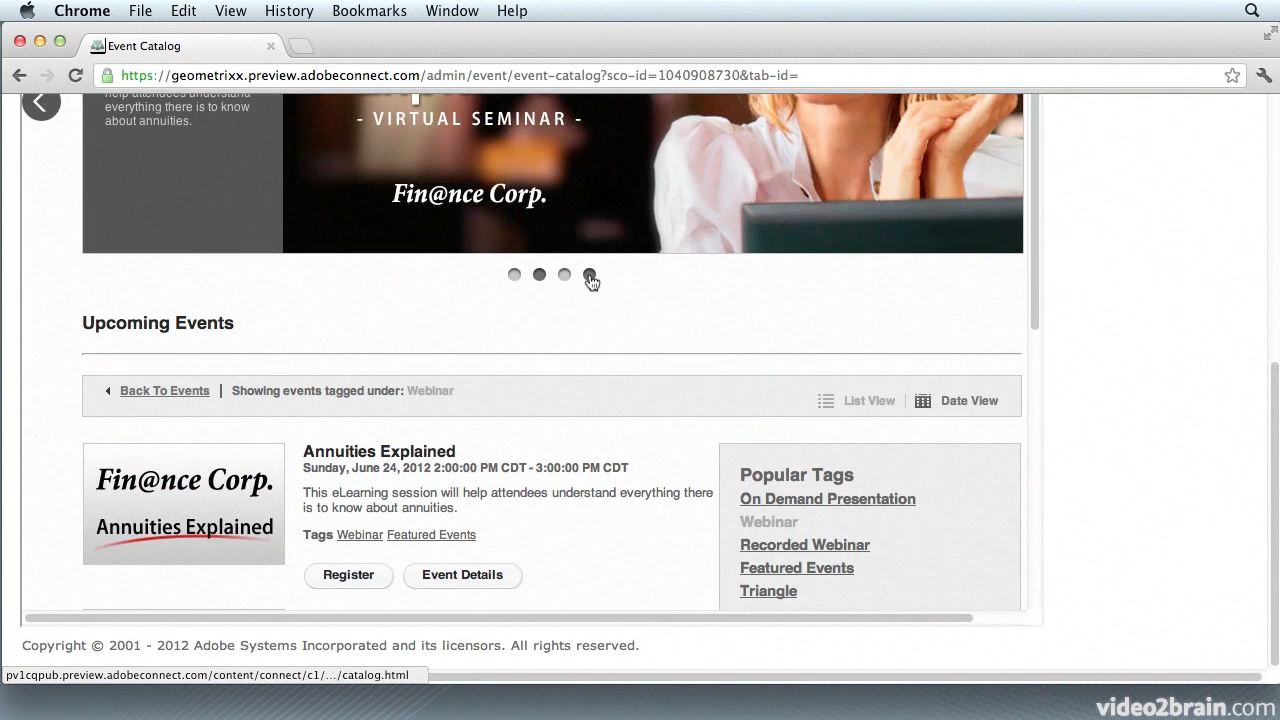 Chrome File Edit View History Bookmarks Window Help
Event Catalog
https://geometrixx.preview.adobeconnect.com/admin/event/event-catalog?sco-id=1040908730&tab-id=
everything there is to know
about annuities.
- VIRTUAL SEMINAR -
Fin@nce Corp.
Upcoming Events
Back To Events | Showing events tagged under: Webinar
List View | Date View
Fin@nce Corp.
Annuities Explained
Annuities Explained
Sunday, June 24, 2012 2:00:00 PM CDT - 3:00:00 PM CDT
This eLearning session will help attendees understand everything there
is to know about annuities.
Tags Webinar Featured Events
Register Event Details
Popular Tags
On Demand Presentation
Webinar
Recorded Webinar
Featured Events
Triangle
Copyright © 2001 - 2012 Adobe Systems Incorporated and its licensors. All rights reserved.
pv1cqpub.preview.adobeconnect.com/content/connect/c1/.../catalog.html
video2brain.com